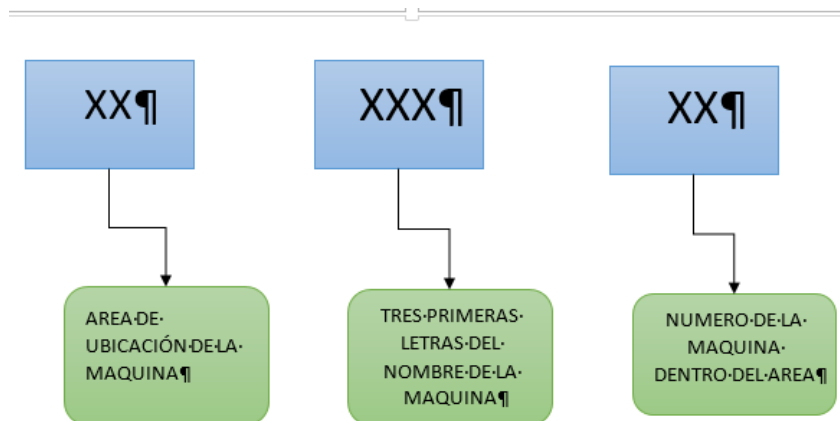 XX¶
XXX¶
XX¶
AREA·DE·
UBICACIÓN·DE·LA·
MAQUINA¶
TRES·PRIMERAS·
LETRAS·DEL·
NOMBRE·DE·LA·
MAQUINA¶
NUMERO·DE·LA·
MAQUINA·
DENTRO·DEL·AREA¶